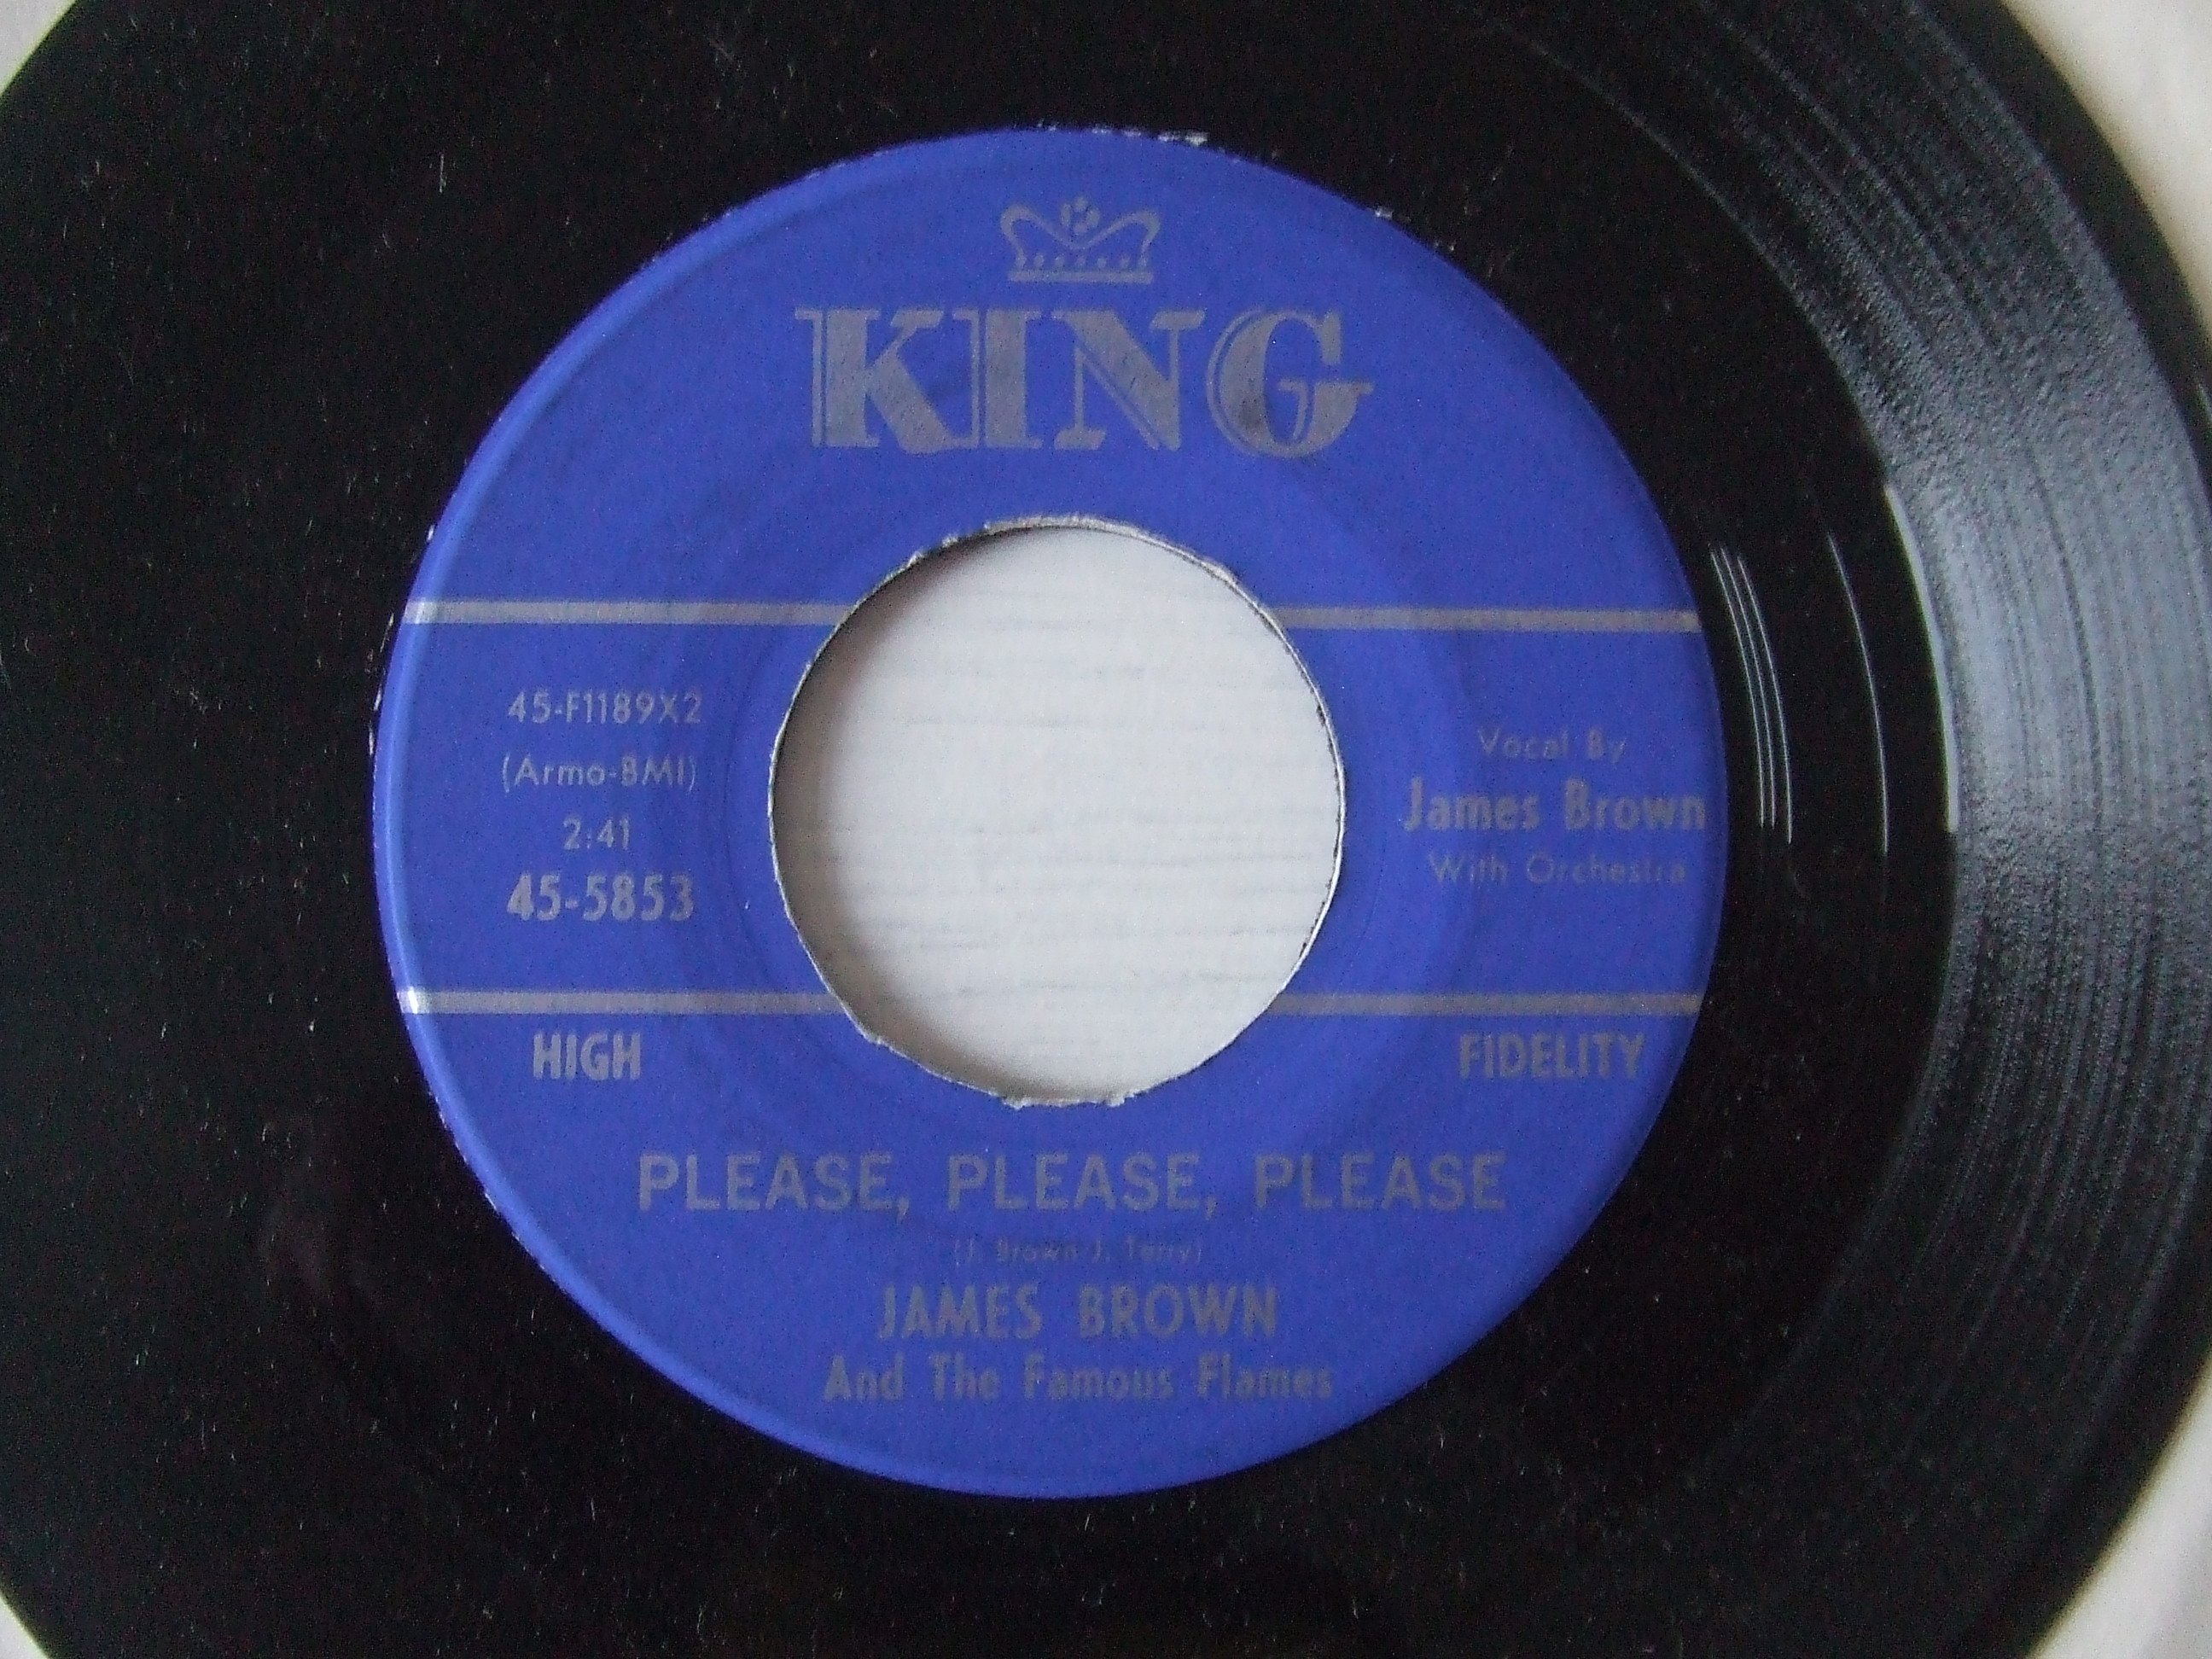 KING
45-F1189X2
(Armo-BMI)
2:41
45-5853
Vocal By
James Brown
With Orchestra
HIGH FIDELITY
PLEASE, PLEASE, PLEASE
(J. Brown-J. Terry)
JAMES BROWN
And The Famous Flames